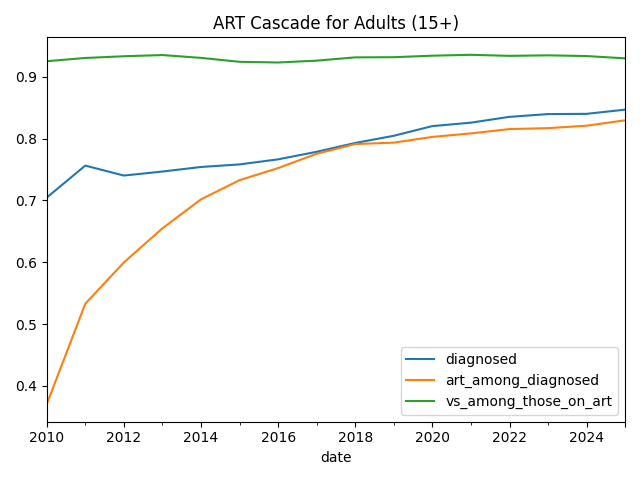 ART Cascade for Adults (15+)
0.9
0.8
0.7
0.6
0.5
0.4
diagnosed
art_among_diagnosed
vs_among_those_on_art
2010 2012 2014 2016 2018 2020 2022 2024
date